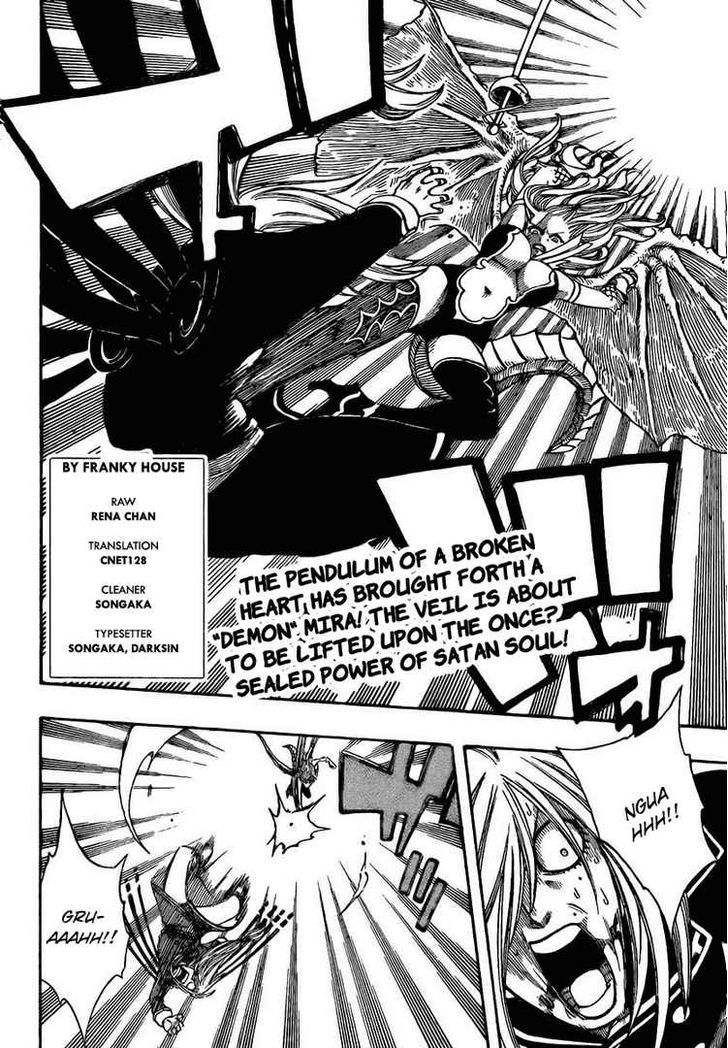 BY FRANKY HOUSE
RAW
RENA CHAN
TRANSLATION
CNET128
CLEANER
SONGAKA
TYPESETTER
SONGAKA, DARKSIN
THE PENDULUM OF A BROKEN
HEART HAS BROUGHT FORTH A
"DEMON" MIRA! THE VEIL IS ABOUT
TO BE LIFTED UPON THE ONCE?
SEALED POWER OF SATAN SOUL!
NGUA
HHH!!
GRU-
AAAHH!!